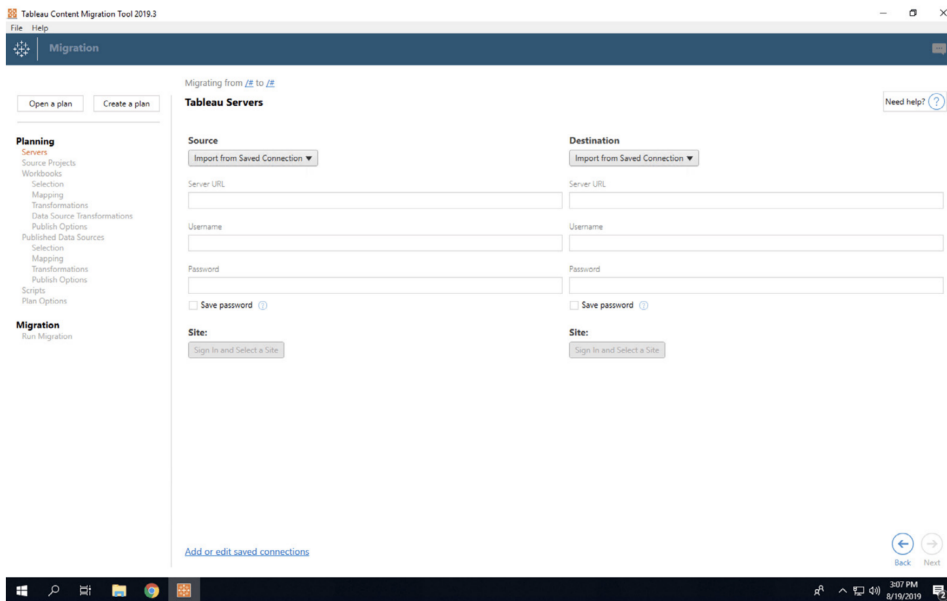 Tableau Content Migration Tool 2019.3
File Help
Migration
Migrating from /# to /#
Open a plan Create a plan
Tableau Servers
Need help? ?
Planning
Servers
Source Projects
Workbooks
Selection
Mapping
Transformations
Data Source Transformations
Publish Options
Published Data Sources
Selection
Mapping
Transformations
Publish Options
Scripts
Plan Options
Migration
Run Migration
Source
Import from Saved Connection ▼
Server URL
Username
Password
Save password
Site:
Sign In and Select a Site
Destination
Import from Saved Connection ▼
Server URL
Username
Password
Save password
Site:
Sign In and Select a Site
Add or edit saved connections
Back Next
3:07 PM
8/19/2019